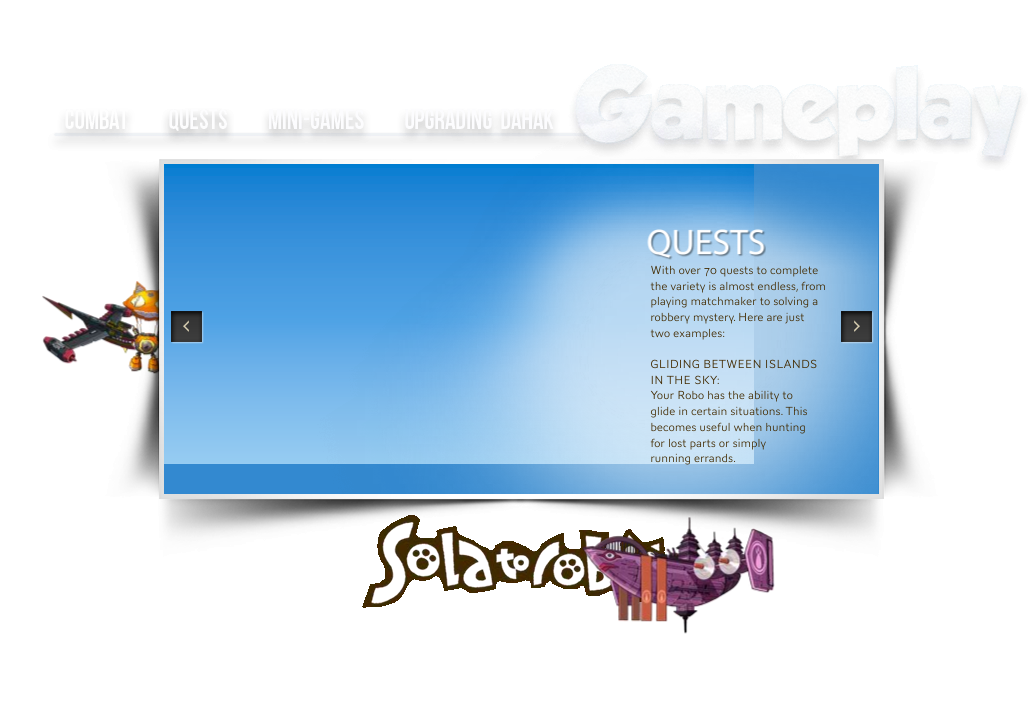 Gameplay
COMBAT QUESTS MINI-GAMES UPGRADING DAHAK
QUESTS
With over 70 quests to complete
the variety is almost endless, from
playing matchmaker to solving a
robbery mystery. Here are just
two examples:
GLIDING BETWEEN ISLANDS
IN THE SKY:
Your Robo has the ability to
glide in certain situations. This
becomes useful when hunting
for lost parts or simply
running errands.
Solatorobo